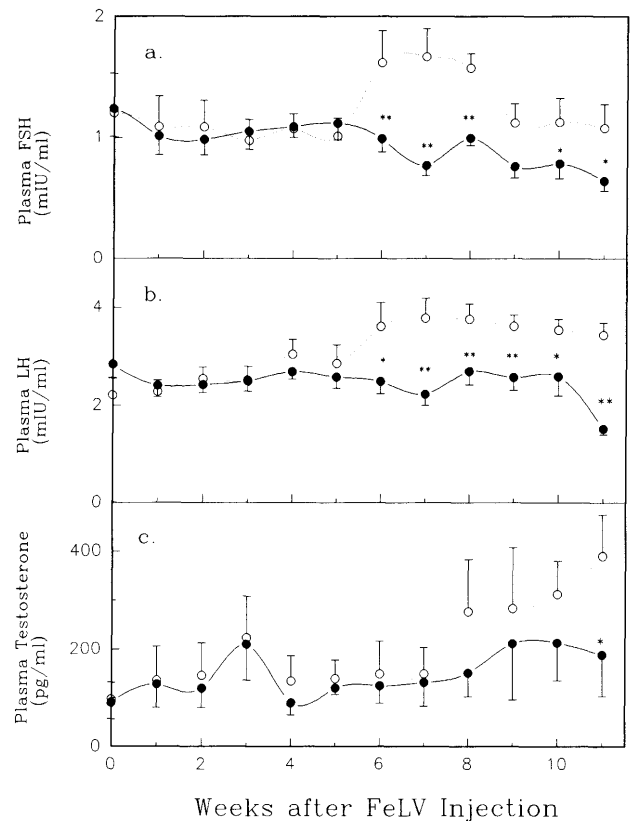 2
a.
**
**
**
1
*
*
0
Plasma FSH
(mIU/ml)
4
b.
*
**
**
**
*
2
**
0
Plasma LH
(mIU/ml)
400
c.
200
*
0
Plasma Testosterone
(pg/ml)
0 2 4 6 8 10
Weeks after FeLV Injection